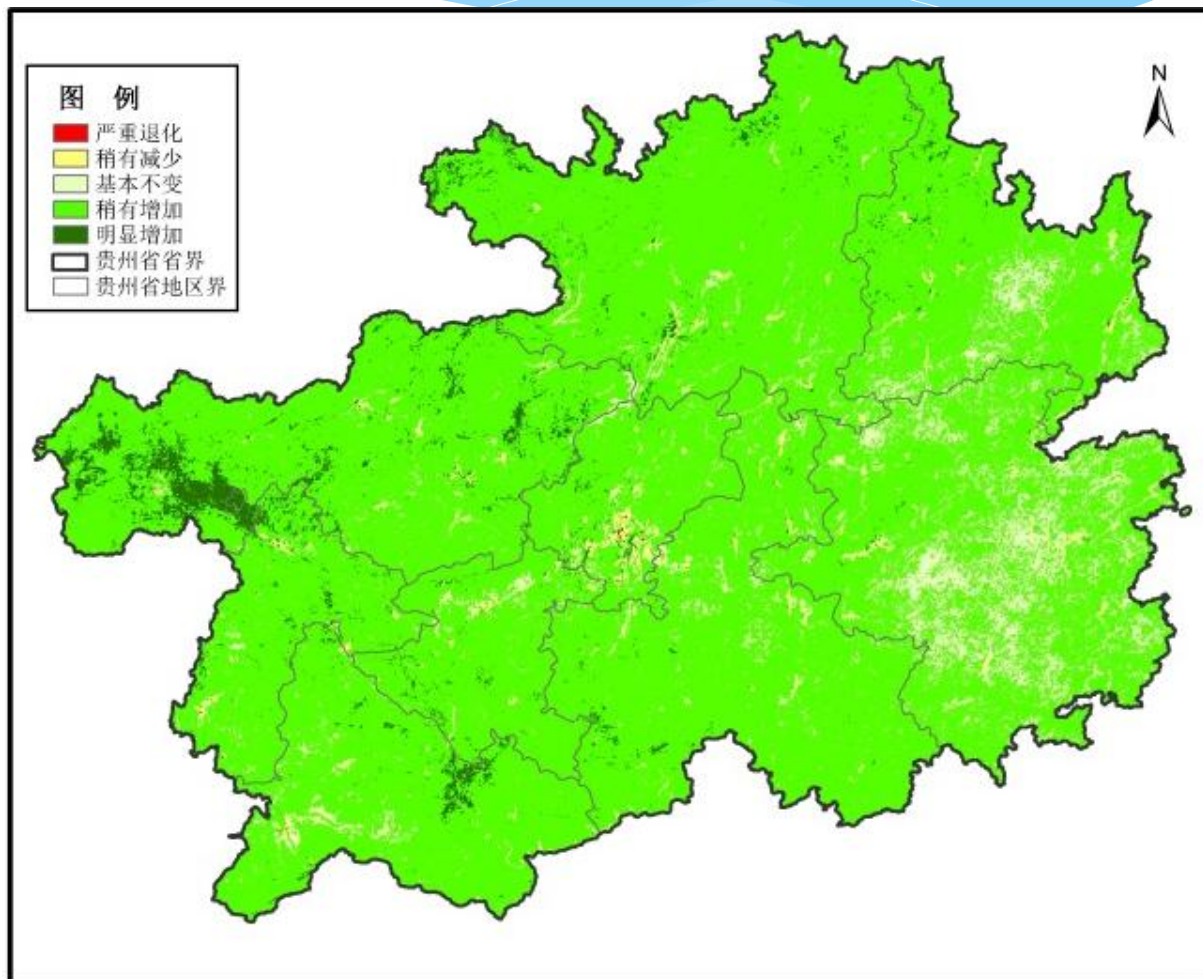 图 例
严重退化
稍有减少
基本不变
稍有增加
明显增加
贵州省省界
贵州省地区界
N